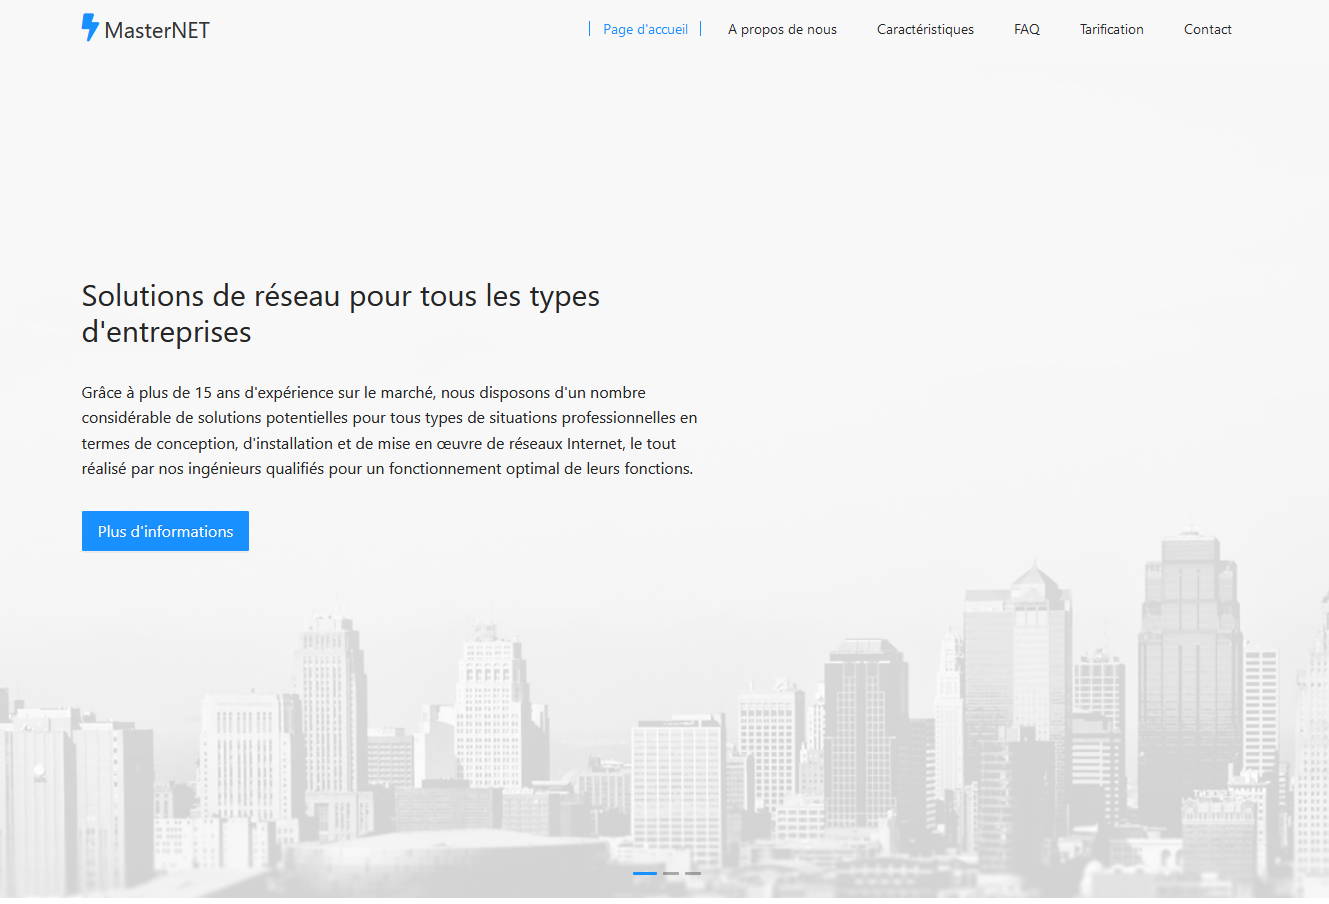 MasterNET
Page d'accueil
A propos de nous
Caractéristiques
FAQ
Tarification
Contact
Solutions de réseau pour tous les types
d'entreprises
Grâce à plus de 15 ans d'expérience sur le marché, nous disposons d'un nombre
considérable de solutions potentielles pour tous types de situations professionnelles en
termes de conception, d'installation et de mise en œuvre de réseaux Internet, le tout
réalisé par nos ingénieurs qualifiés pour un fonctionnement optimal de leurs fonctions.
Plus d'informations